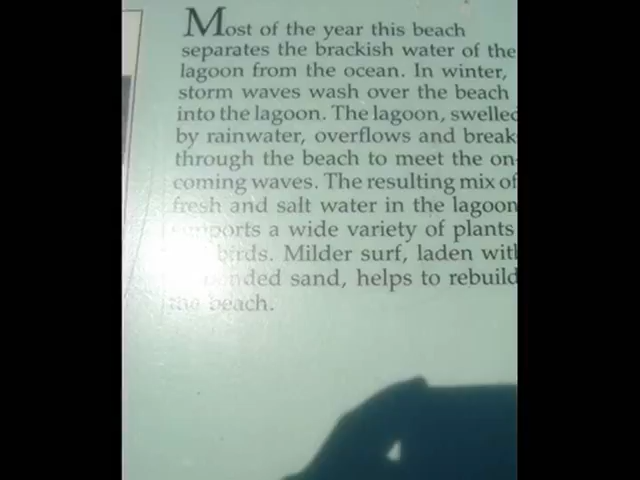 Most of the year this beach
separates the brackish water of the
lagoon from the ocean. In winter,
storm waves wash over the beach
into the lagoon. The lagoon, swelled
by rainwater, overflows and break
through the beach to meet the on-
coming waves. The resulting mix of
fresh and salt water in the lagoon
supports a wide variety of plants
birds. Milder surf, laden with
sand, helps to rebuild
the beach.